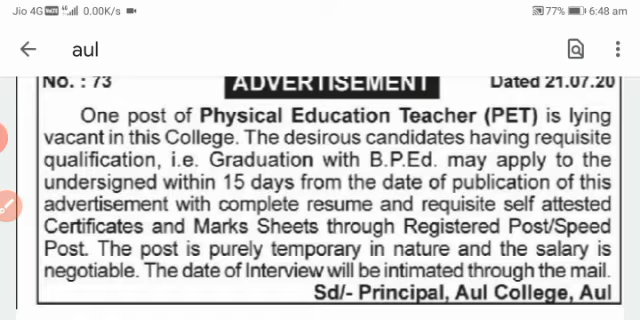 Jio 4G VoLTE 4G 0.00K/s 77% 6:48 am
aul
No. : 73 ADVERTISEMENT Dated 21.07.20
One post of Physical Education Teacher (PET) is lying
vacant in this College. The desirous candidates having requisite
qualification, i.e. Graduation with B.P.Ed. may apply to the
undersigned within 15 days from the date of publication of this
advertisement with complete resume and requisite self attested
Certificates and Marks Sheets through Registered Post/Speed
Post. The post is purely temporary in nature and the salary is
negotiable. The date of Interview will be intimated through the mail.
Sd/- Principal, Aul College, Aul